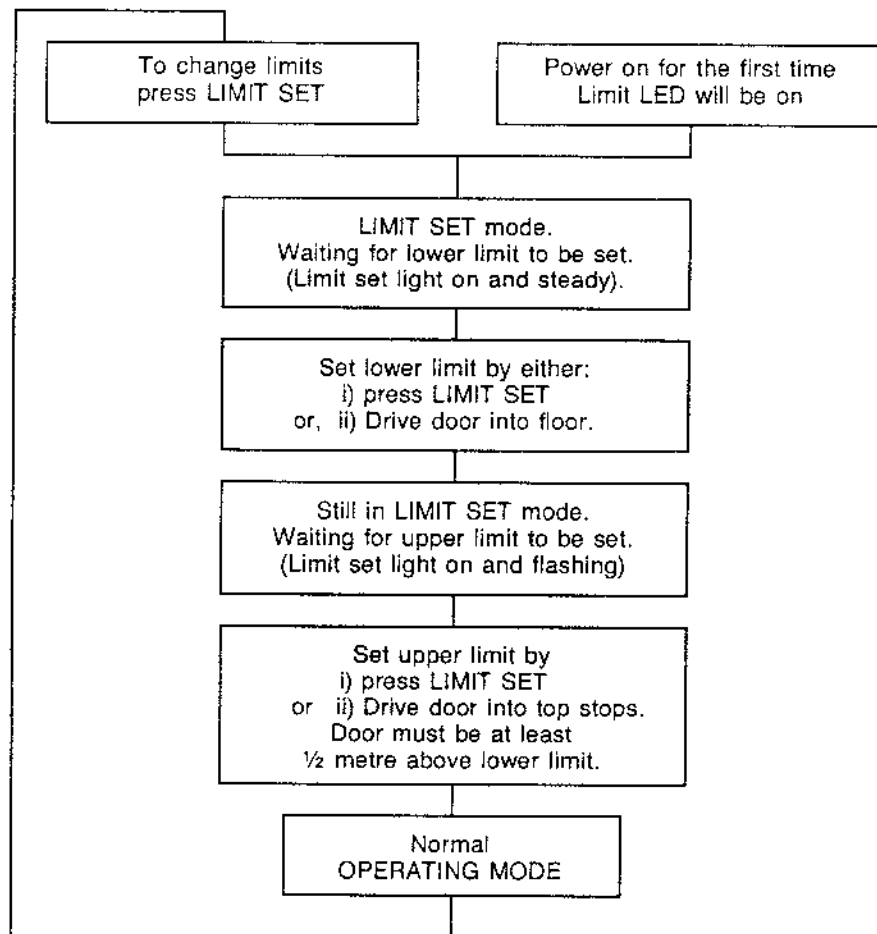 To change limits
press LIMIT SET
Power on for the first time
Limit LED will be on
LIMIT SET mode.
Waiting for lower limit to be set.
(Limit set light on and steady).
Set lower limit by either:
i) press LIMIT SET
or, ii) Drive door into floor.
Still in LIMIT SET mode.
Waiting for upper limit to be set.
(Limit set light on and flashing)
Set upper limit by
i) press LIMIT SET
or ii) Drive door into top stops.
Door must be at least
½ metre above lower limit.
Normal
OPERATING MODE